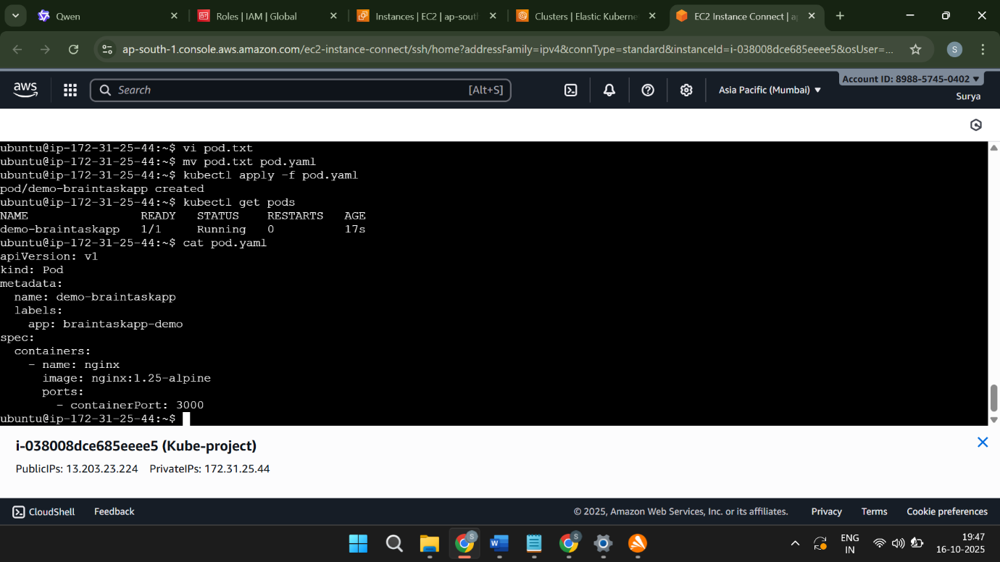 Qwen
Roles | IAM | Global
Instances | EC2 | ap-sout
Clusters | Elastic Kuberne
EC2 Instance Connect | a
ap-south-1.console.aws.amazon.com/ec2-instance-connect/ssh/home?addressFamily=ipv4&connType=standard&instanceId=i-038008dce685eeee5&osUser=...
S
aws
Search
[Alt+S]
Asia Pacific (Mumbai)
Account ID: 8988-5745-0402
Surya
ubuntu@ip-172-31-25-44:~$ vi pod.txt
ubuntu@ip-172-31-25-44:~$ mv pod.txt pod.yaml
ubuntu@ip-172-31-25-44:~$ kubectl apply -f pod.yaml
pod/demo-braintaskapp created
ubuntu@ip-172-31-25-44:~$ kubectl get pods
NAME READY STATUS RESTARTS AGE
demo-braintaskapp 1/1 Running 0 17s
ubuntu@ip-172-31-25-44:~$ cat pod.yaml
apiVersion: v1
kind: Pod
metadata:
  name: demo-braintaskapp
  labels:
    app: braintaskapp-demo
spec:
  containers:
    - name: nginx
      image: nginx:1.25-alpine
      ports:
        - containerPort: 3000
ubuntu@ip-172-31-25-44:~$
i-038008dce685eeee5 (Kube-project)
PublicIPs: 13.203.23.224 PrivateIPs: 172.31.25.44
CloudShell Feedback © 2025, Amazon Web Services, Inc. or its affiliates. Privacy Terms Cookie preferences
ENG
IN
19:47
16-10-2025